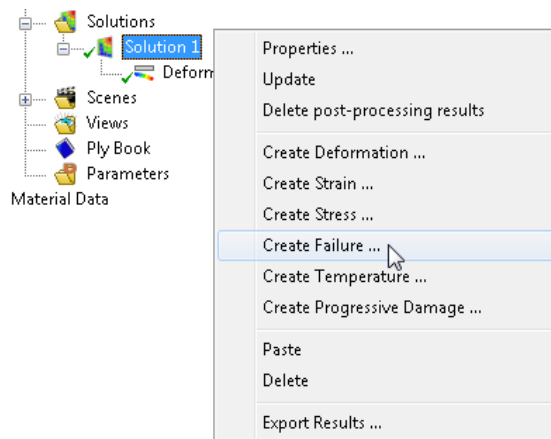 Solutions
Solution 1
Deform
Scenes
Views
Ply Book
Parameters
Material Data
Properties ...
Update
Delete post-processing results
Create Deformation ...
Create Strain ...
Create Stress ...
Create Failure ...
Create Temperature ...
Create Progressive Damage ...
Paste
Delete
Export Results ...